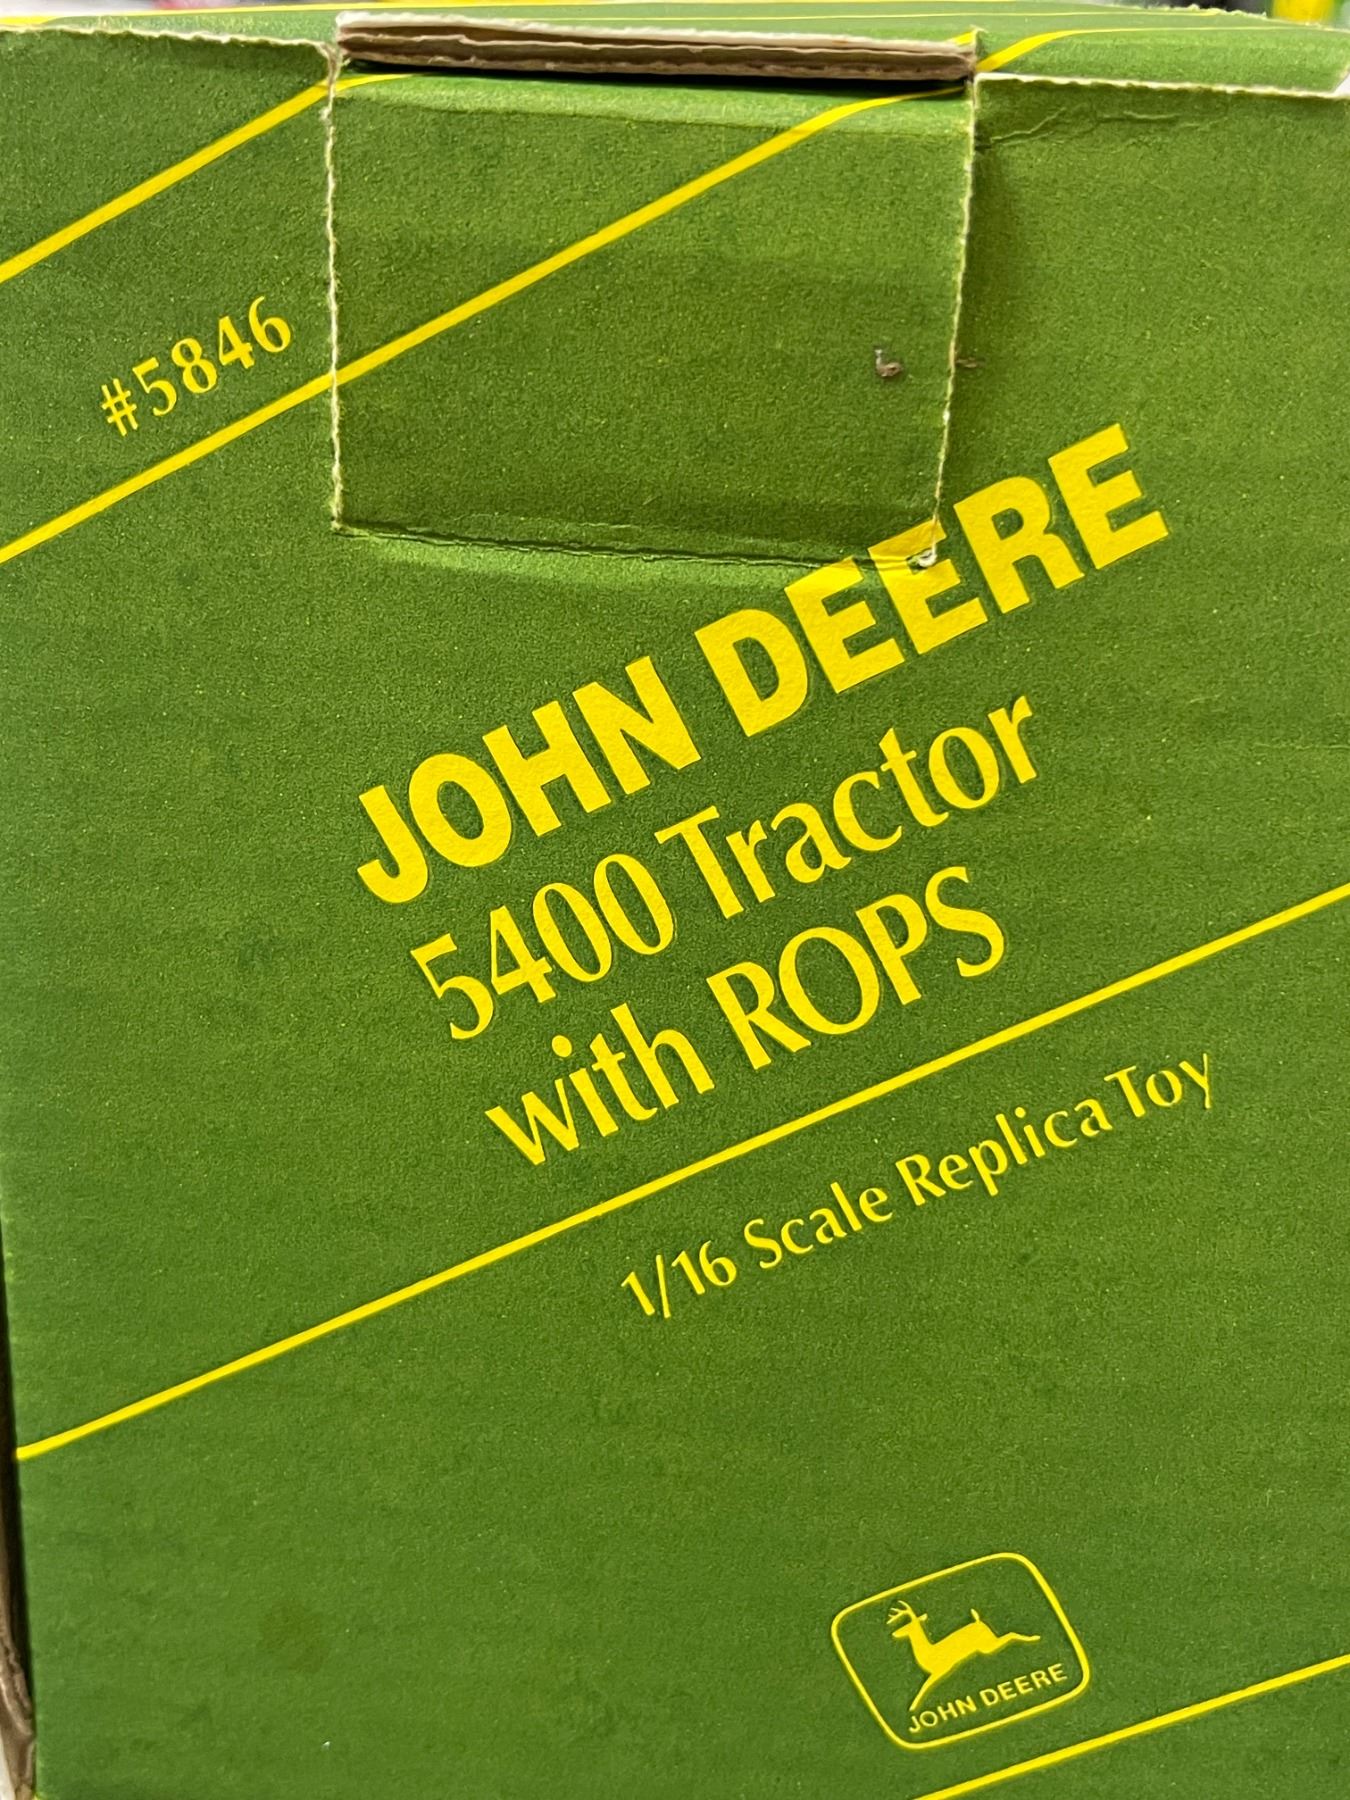 #5846
JOHN DEERE
5400 Tractor
with ROPS
1/16 Scale Replica Toy
JOHN DEERE